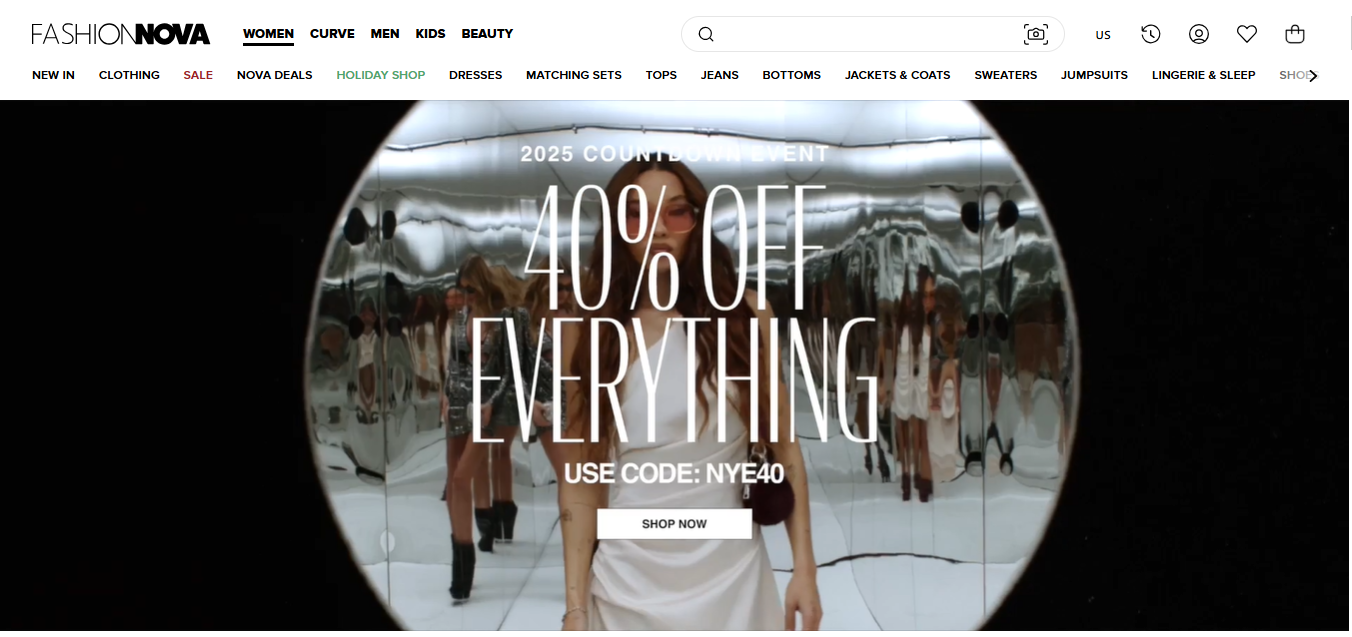 FASHIONNOVA WOMEN CURVE MEN KIDS BEAUTY US
NEW IN CLOTHING SALE NOVA DEALS HOLIDAY SHOP DRESSES MATCHING SETS TOPS JEANS BOTTOMS JACKETS & COATS SWEATERS JUMPSUITS LINGERIE & SLEEP SHOES
2025 COUNTDOWN EVENT
40% OFF
EVERYTHING
USE CODE: NYE40
SHOP NOW